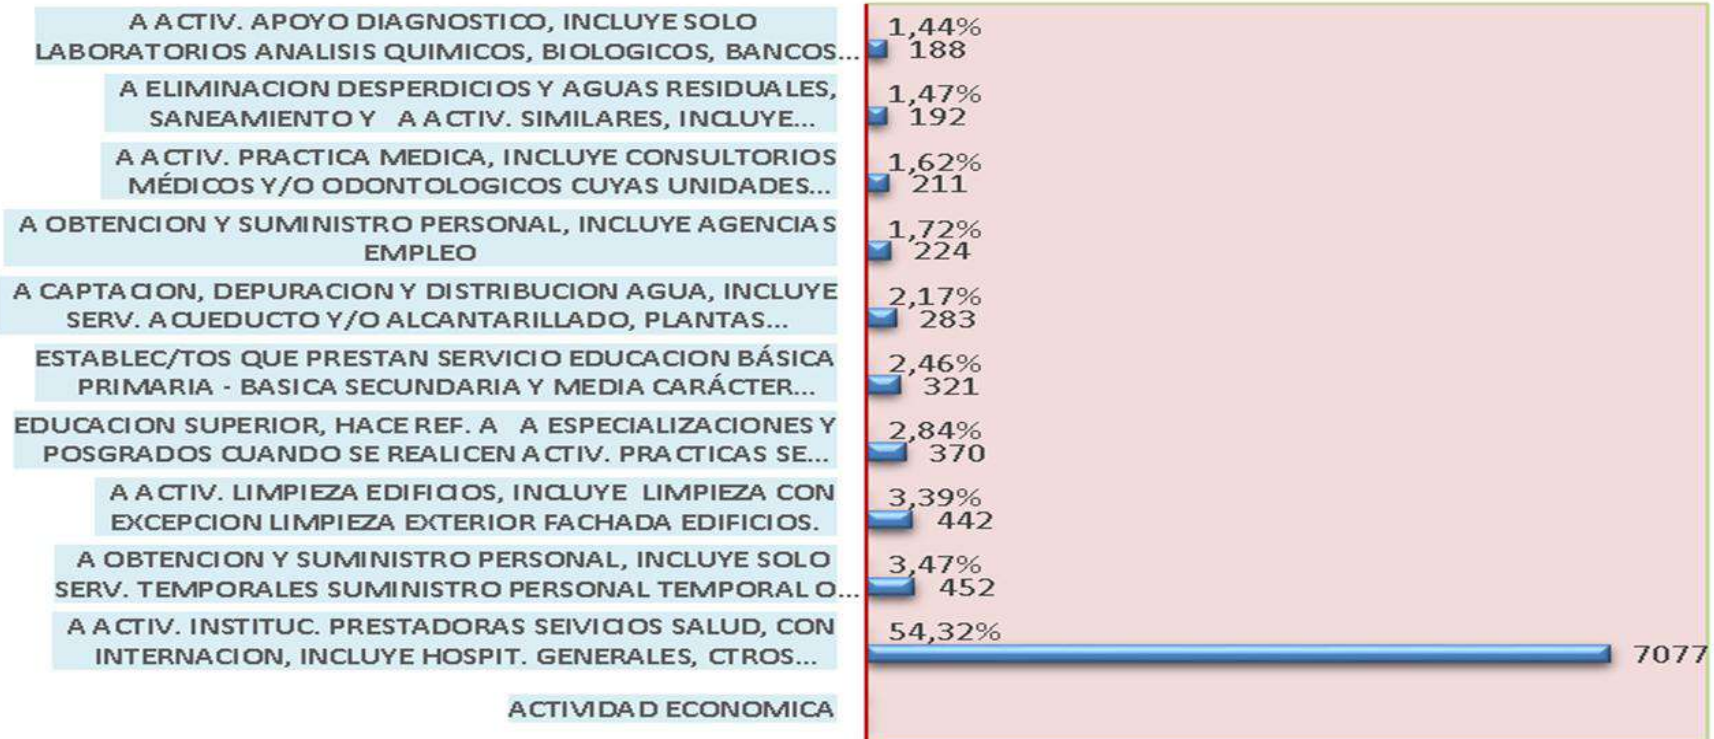 A ACTIV. APOYO DIAGNOSTICO, INCLUYE SOLO
LABORATORIOS ANALISIS QUIMICOS, BIOLOGICOS, BANCOS...
1,44%
188
A ELIMINACION DESPERDICIOS Y AGUAS RESIDUALES,
SANEAMIENTO Y A ACTIV. SIMILARES, INCLUYE...
1,47%
192
A ACTIV. PRACTICA MEDICA, INCLUYE CONSULTORIOS
MÉDICOS Y/O ODONTOLOGICOS CUYAS UNIDADES...
1,62%
211
A OBTENCION Y SUMINISTRO PERSONAL, INCLUYE AGENCIAS
EMPLEO
1,72%
224
A CAPTACION, DEPURACION Y DISTRIBUCION AGUA, INCLUYE
SERV. ACUEDUCTO Y/O ALCANTARILLADO, PLANTAS...
2,17%
283
ESTABLEC/TOS QUE PRESTAN SERVICIO EDUCACION BÁSICA
PRIMARIA - BASICA SECUNDARIA Y MEDIA CARÁCTER...
2,46%
321
EDUCACION SUPERIOR, HACE REF. A A ESPECIALIZACIONES Y
POSGRADOS CUANDO SE REALICEN ACTIV. PRACTICAS SE...
2,84%
370
A ACTIV. LIMPIEZA EDIFICIOS, INCLUYE LIMPIEZA CON
EXCEPCION LIMPIEZA EXTERIOR FACHADA EDIFICIOS.
3,39%
442
A OBTENCION Y SUMINISTRO PERSONAL, INCLUYE SOLO
SERV. TEMPORALES SUMINISTRO PERSONAL TEMPORAL O...
3,47%
452
A ACTIV. INSTITUC. PRESTADORAS SEIVICIOS SALUD, CON
INTERNACION, INCLUYE HOSPIT. GENERALES, CTROS...
54,32%
7077
ACTIVIDAD ECONOMICA